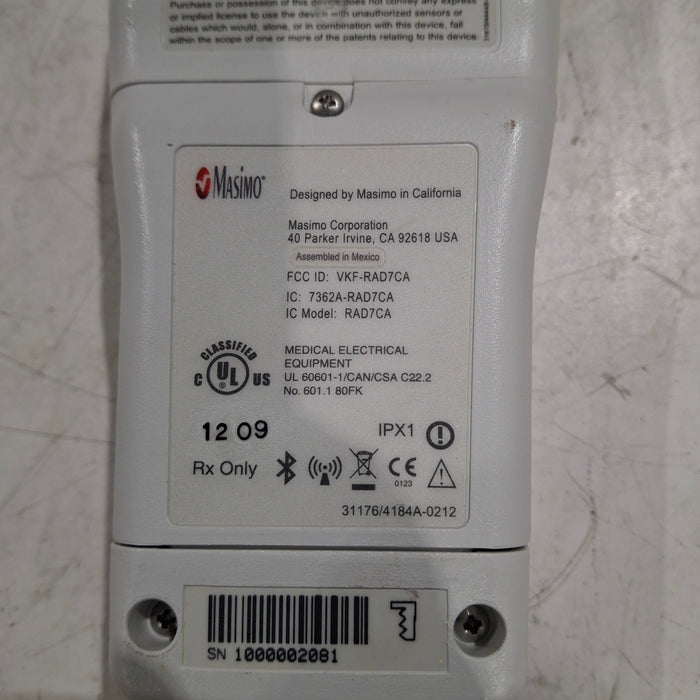 Purchase or possession of this device does not convey any express
or implied license to use the device with unauthorized sensors or
cables which would, alone, or in combination with this device, fall
within the scope of one or more of the patents relating to this device.
Masimo
Designed by Masimo in California
Masimo Corporation
40 Parker Irvine, CA 92618 USA
Assembled in Mexico
FCC ID: VKF-RAD7CA
IC: 7362A-RAD7CA
IC Model: RAD7CA
CLASSIFIED
C UL US
MEDICAL ELECTRICAL
EQUIPMENT
UL 60601-1/CAN/CSA C22.2
No. 601.1 80FK
12 09
IPX1
Rx Only
CE
0123
31176/4184A-0212
SN 1000002081